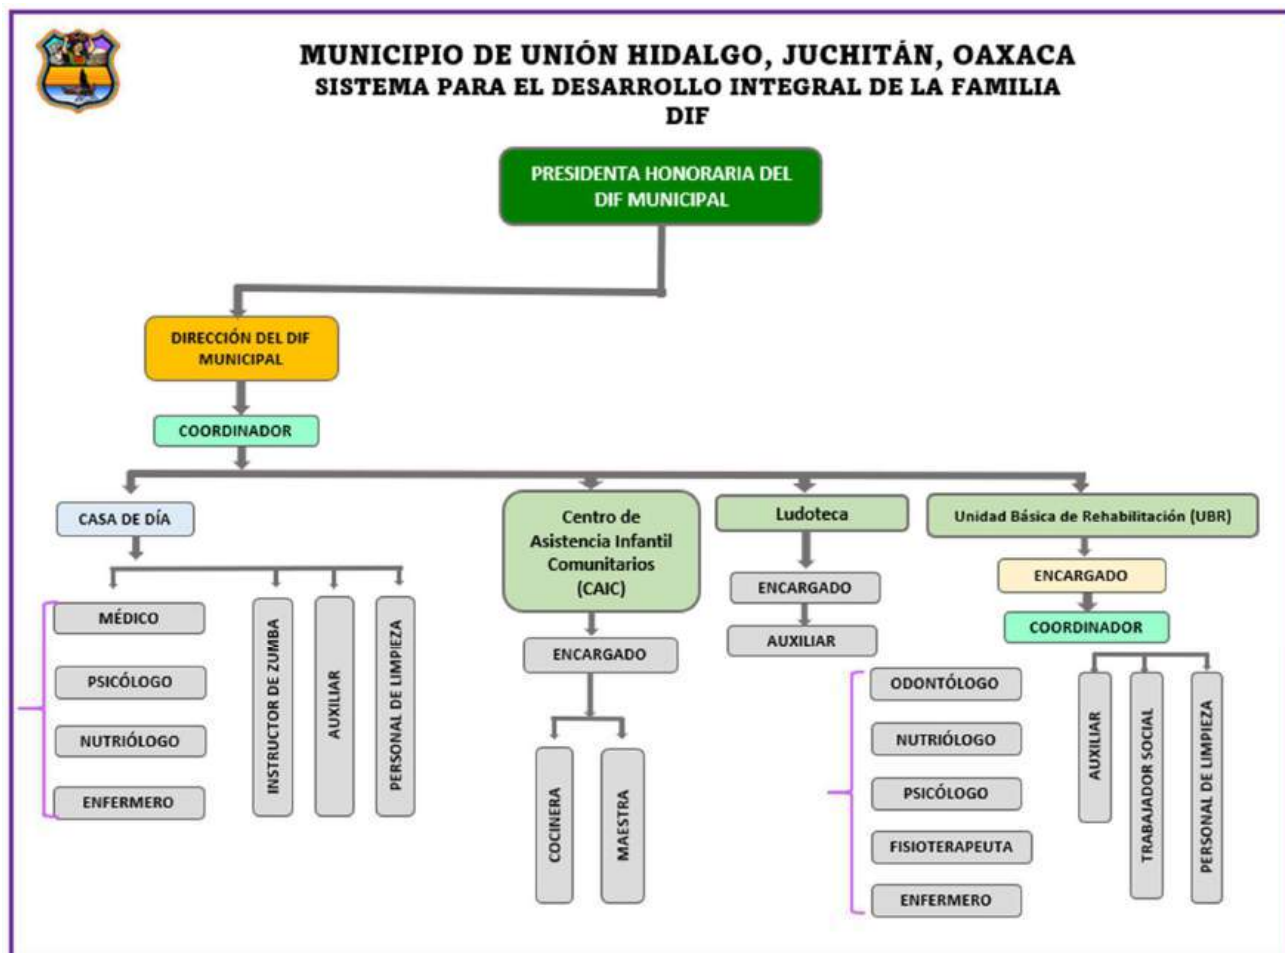 MUNICIPIO DE UNIÓN HIDALGO, JUCHITÁN, OAXACA
SISTEMA PARA EL DESARROLLO INTEGRAL DE LA FAMILIA
DIF
PRESIDENTA HONORARIA DEL
DIF MUNICIPAL
DIRECCIÓN DEL DIF
MUNICIPAL
COORDINADOR
CASA DE DÍA
MÉDICO
PSICÓLOGO
NUTRIÓLOGO
ENFERMERO
INSTRUCTOR DE ZUMBA
AUXILIAR
PERSONAL DE LIMPIEZA
Centro de
Asistencia Infantil
Comunitarios
(CAIC)
ENCARGADO
COCINERA
MAESTRA
Ludoteca
ENCARGADO
AUXILIAR
Unidad Básica de Rehabilitación (UBR)
ENCARGADO
COORDINADOR
ODONTÓLOGO
NUTRIÓLOGO
PSICÓLOGO
FISIOTERAPEUTA
ENFERMERO
AUXILIAR
TRABAJADOR SOCIAL
PERSONAL DE LIMPIEZA